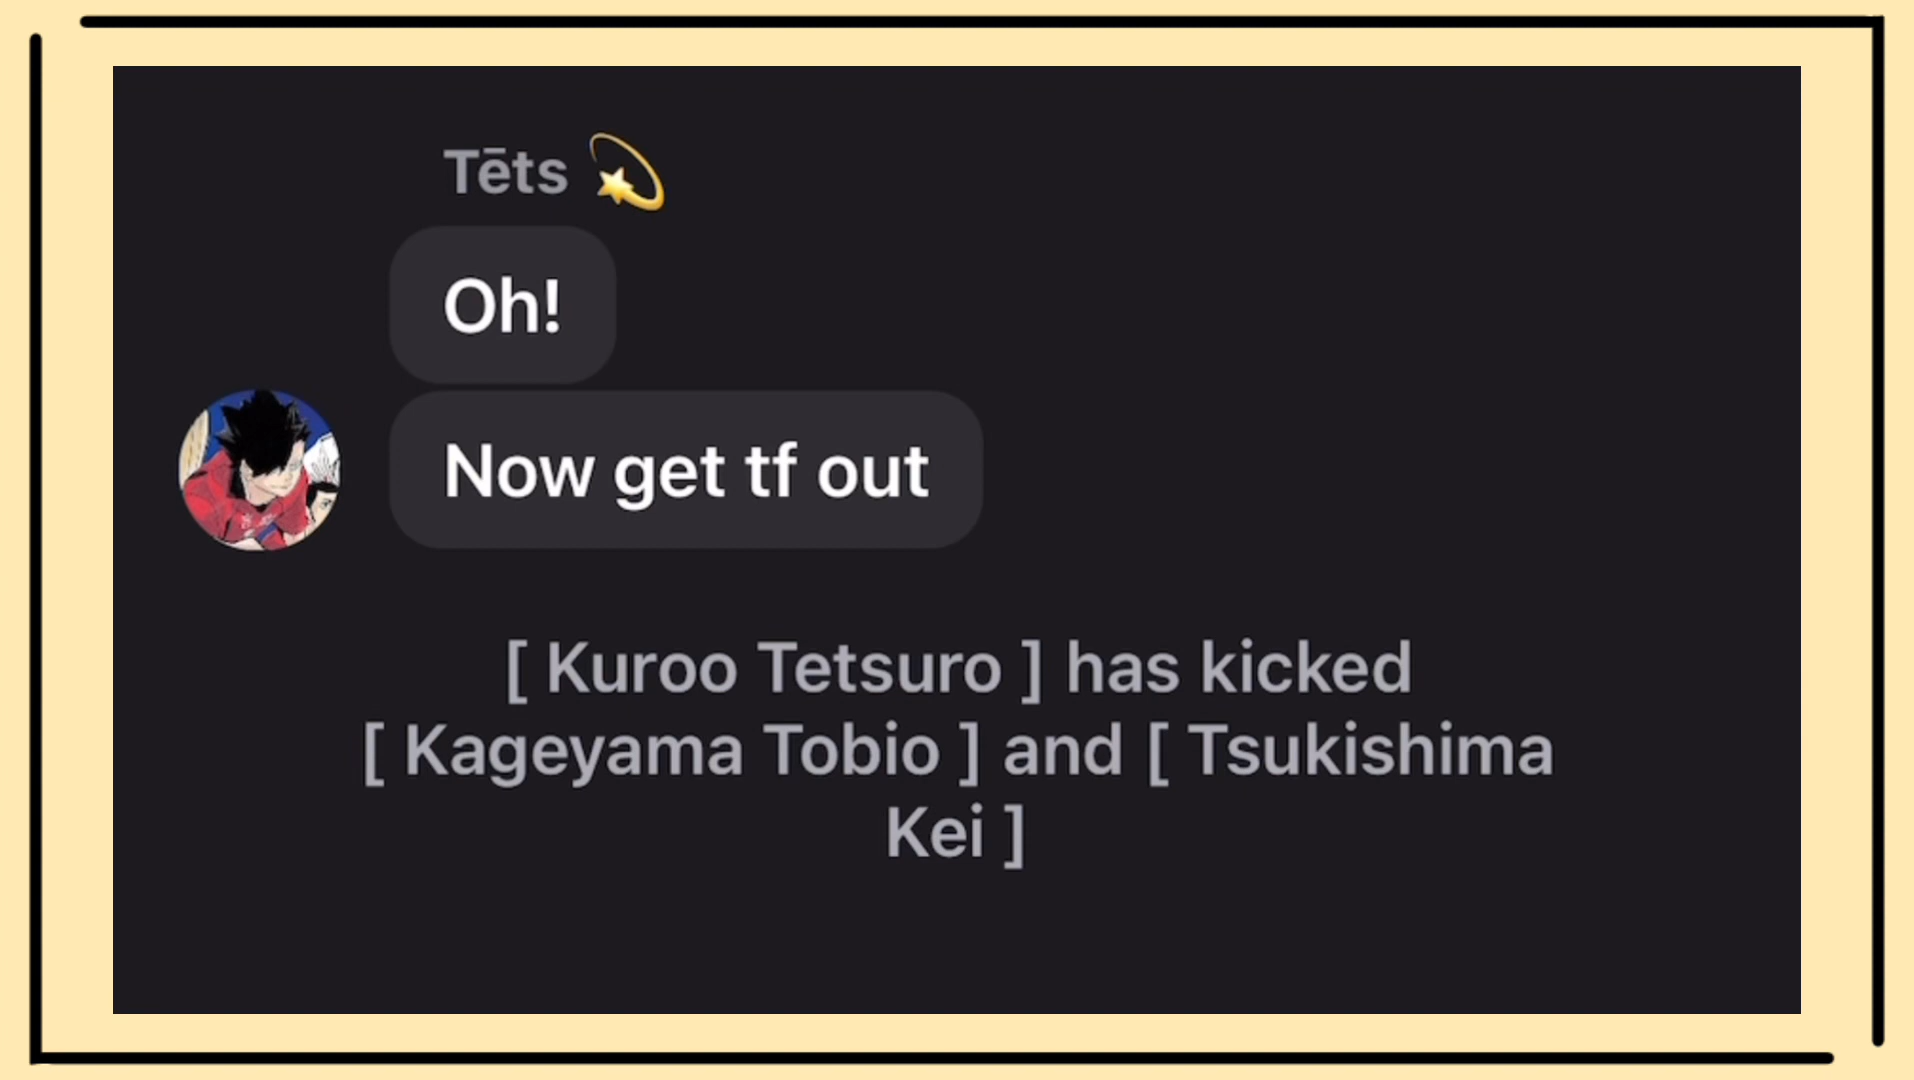 Tēts 💫
Oh!
Now get tf out
[ Kuroo Tetsuro ] has kicked
[ Kageyama Tobio ] and [ Tsukishima
Kei ]